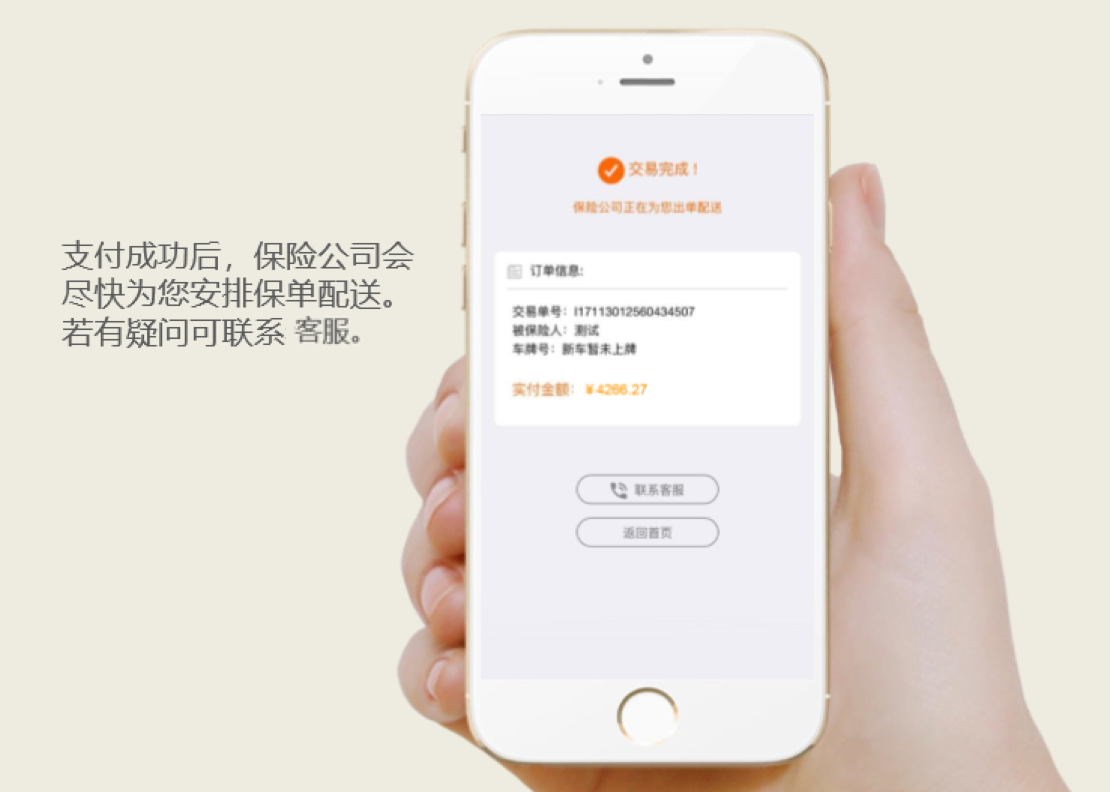 支付成功后，保险公司会
尽快为您安排保单配送。
若有疑问可联系 客服。
交易完成！
保险公司正在为您出单配送
订单信息:
交易单号：I17113012560434507
被保险人：测试
车牌号：新车暂未上牌
实付金额：￥4266.27
联系客服
返回首页